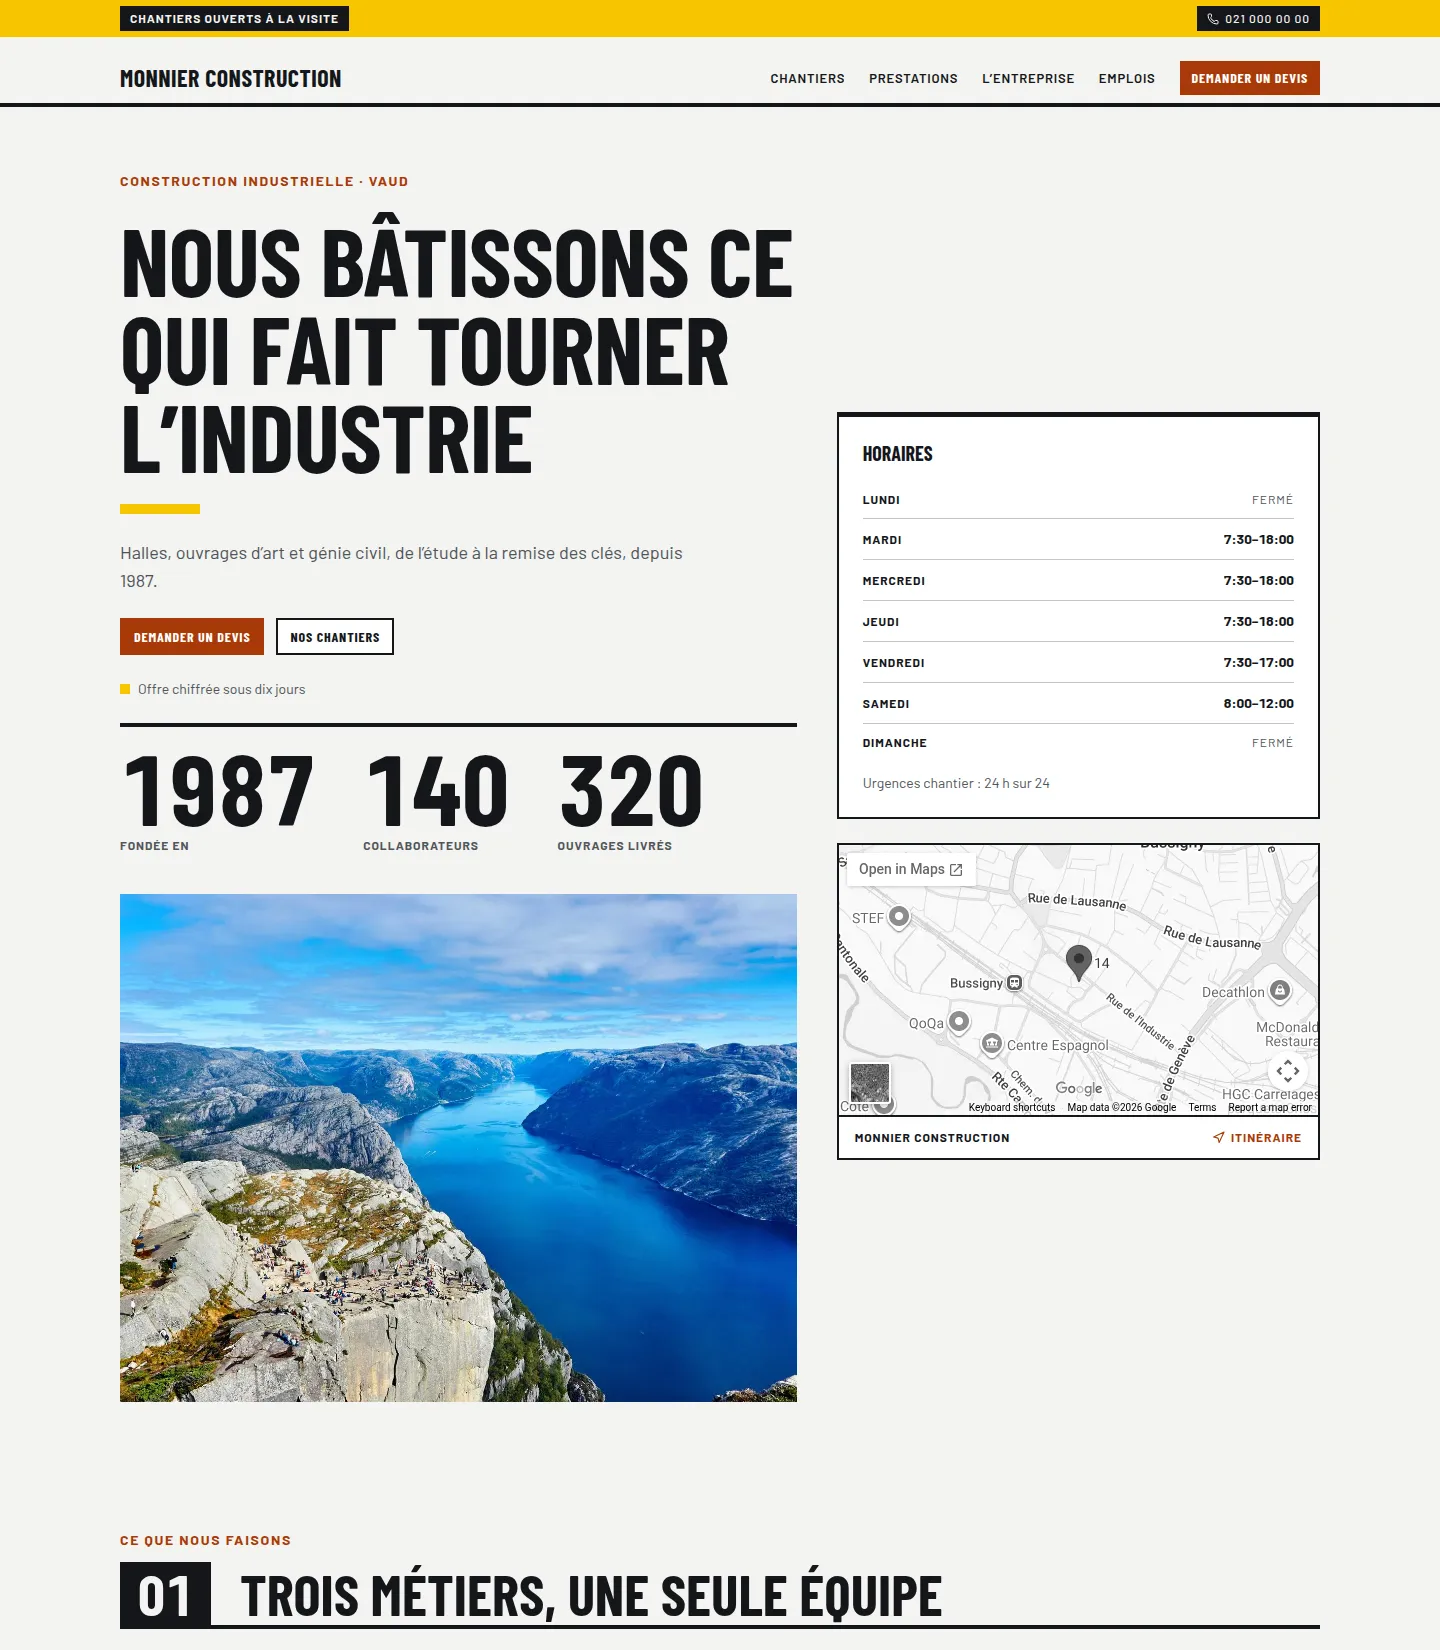 CHANTIERS OUVERTS À LA VISITE
021 000 00 00
MONNIER CONSTRUCTION
CHANTIERS
PRESTATIONS
L’ENTREPRISE
EMPLOIS
DEMANDER UN DEVIS
CONSTRUCTION INDUSTRIELLE · VAUD
NOUS BÂTISSONS CE
QUI FAIT TOURNER
L’INDUSTRIE
Halles, ouvrages d’art et génie civil, de l’étude à la remise des clés, depuis
1987.
DEMANDER UN DEVIS
NOS CHANTIERS
Offre chiffrée sous dix jours
1987
FONDÉE EN
140
COLLABORATEURS
320
OUVRAGES LIVRÉS
HORAIRES
LUNDI FERMÉ
MARDI 7:30–18:00
MERCREDI 7:30–18:00
JEUDI 7:30–18:00
VENDREDI 7:30–17:00
SAMEDI 8:00–12:00
DIMANCHE FERMÉ
Urgences chantier : 24 h sur 24
Bussigny
Open in Maps
Rue de Lausanne
STEF
Rue de Lausanne
14
Bussigny
Decathlon
Rue de l'Industrie
QoQa
McDonald
Restaura
Centre Espagnol
Chem. d
HGC Carrelages
Google
Keyboard shortcuts
Map data ©2026 Google
Terms
Report a map error
MONNIER CONSTRUCTION
ITINÉRAIRE
CE QUE NOUS FAISONS
01
TROIS MÉTIERS, UNE SEULE ÉQUIPE